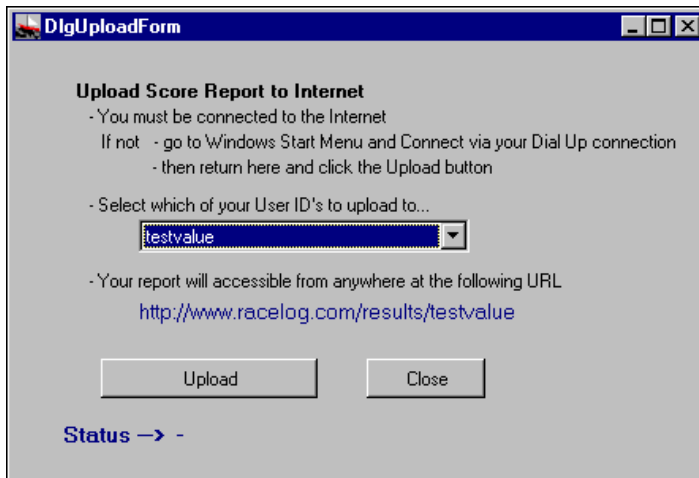 DlgUploadForm
Upload Score Report to Internet
- You must be connected to the Internet
If not - go to Windows Start Menu and Connect via your Dial Up connection
- then return here and click the Upload button
- Select which of your User ID's to upload to...
testvalue
- Your report will accessible from anywhere at the following URL
http://www.racelog.com/results/testvalue
Upload Close
Status --> -